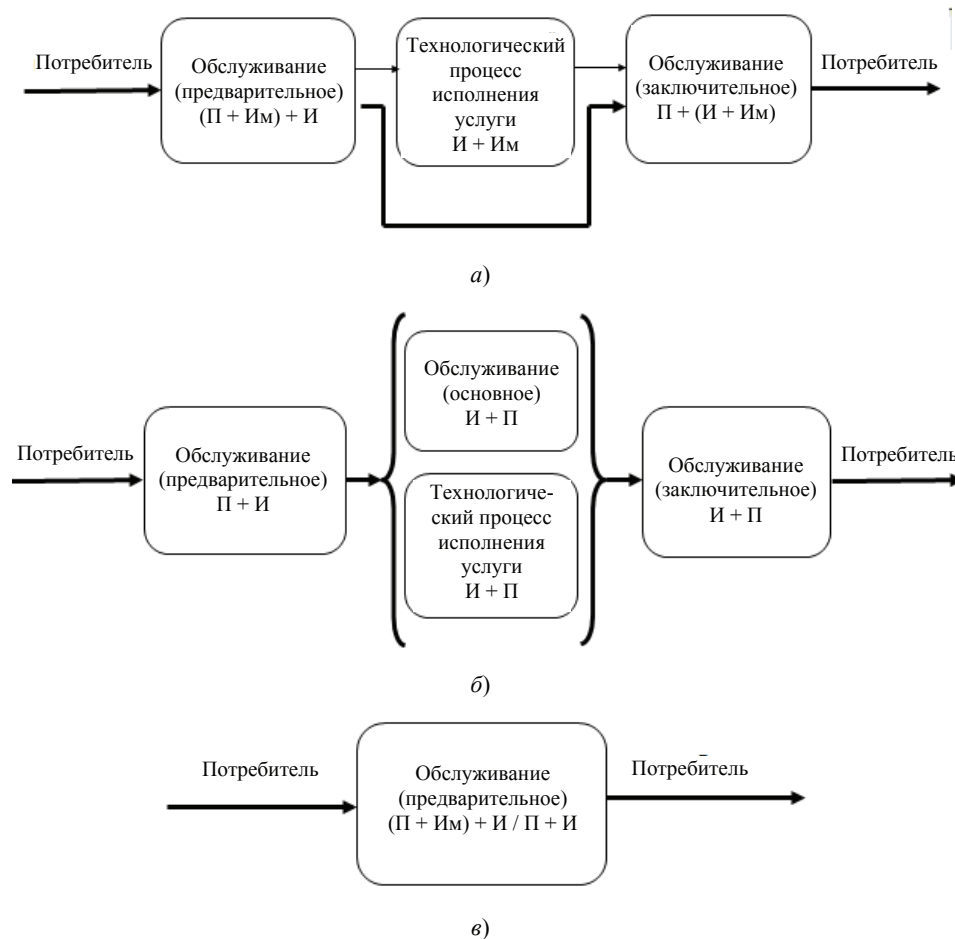 Потребитель
Обслуживание
(предварительное)
(П + Им) + И
Технологический
процесс
исполнения
услуги
И + Им
Обслуживание
(заключительное)
П + (И + Им)
Потребитель
а)
Потребитель
Обслуживание
(предварительное)
П + И
Обслуживание
(основное)
И + П
Технологиче-
ский процесс
исполнения
услуги
И + П
Обслуживание
(заключительное)
И + П
Потребитель
б)
Потребитель
Обслуживание
(предварительное)
(П + Им) + И / П + И
Потребитель
в)